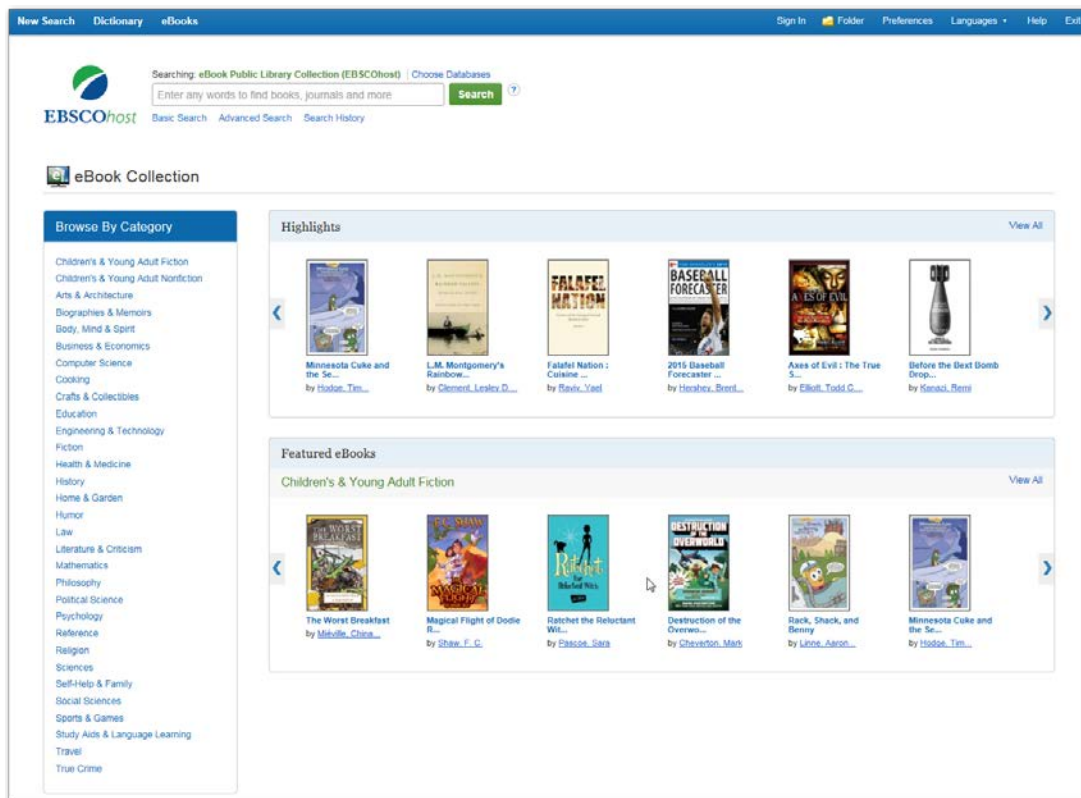 New Search Dictionary eBooks Sign In Folder Preferences Languages Help Exit
Searching: eBook Public Library Collection (EBSCOhost) Choose Databases
Enter any words to find books, journals and more Search ?
EBSCOhost Basic Search Advanced Search Search History
eBook Collection
Browse By Category
Children's & Young Adult Fiction
Children's & Young Adult Nonfiction
Arts & Architecture
Biographies & Memoirs
Body, Mind & Spirit
Business & Economics
Computer Science
Cooking
Crafts & Collectibles
Education
Engineering & Technology
Fiction
Health & Medicine
History
Home & Garden
Humor
Law
Literature & Criticism
Mathematics
Philosophy
Political Science
Psychology
Reference
Religion
Sciences
Self-Help & Family
Social Sciences
Sports & Games
Study Aids & Language Learning
Travel
True Crime
Highlights View All
FALAFEL NATION
BASEBALL FORECASTER
AXES OF EVIL
Minnesota Cuke and the Se...
by Hodge, Tim...
L.M. Montgomery's Rainbow...
by Clement, Lesley D....
Falafel Nation : Cuisine ...
by Raviv, Yael
2015 Baseball Forecaster ...
by Hershey, Brent...
Axes of Evil : The True S...
by Elliott, Todd C....
Before the Bext Bomb Drop...
by Kanazi, Remi
Featured eBooks
Children's & Young Adult Fiction View All
THE WORST BREAKFAST
F.C. SHAW
MAGICAL FLIGHT
Ratchet
DESTRUCTION OF THE OVERWORLD
The Worst Breakfast
by Miéville, China...
Magical Flight of Dodie R...
by Shaw, F. C.
Ratchet the Reluctant Wit...
by Pascoe, Sara
Destruction of the Overwo...
by Cheverton, Mark
Rack, Shack, and Benny
by Linne, Aaron...
Minnesota Cuke and the Se...
by Hodge, Tim...